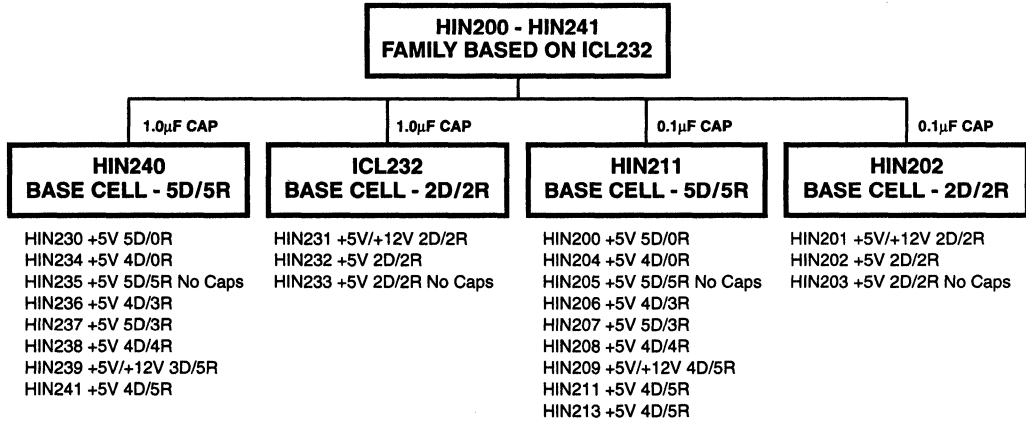 HIN200 - HIN241
FAMILY BASED ON ICL232
1.0µF CAP
1.0µF CAP
0.1µF CAP
0.1µF CAP
HIN240
BASE CELL - 5D/5R
HIN230 +5V 5D/0R
HIN234 +5V 4D/0R
HIN235 +5V 5D/5R No Caps
HIN236 +5V 4D/3R
HIN237 +5V 5D/3R
HIN238 +5V 4D/4R
HIN239 +5V/+12V 3D/5R
HIN241 +5V 4D/5R
ICL232
BASE CELL - 2D/2R
HIN231 +5V/+12V 2D/2R
HIN232 +5V 2D/2R
HIN233 +5V 2D/2R No Caps
HIN211
BASE CELL - 5D/5R
HIN200 +5V 5D/0R
HIN204 +5V 4D/0R
HIN205 +5V 5D/5R No Caps
HIN206 +5V 4D/3R
HIN207 +5V 5D/3R
HIN208 +5V 4D/4R
HIN209 +5V/+12V 4D/5R
HIN211 +5V 4D/5R
HIN213 +5V 4D/5R
HIN202
BASE CELL - 2D/2R
HIN201 +5V/+12V 2D/2R
HIN202 +5V 2D/2R
HIN203 +5V 2D/2R No Caps